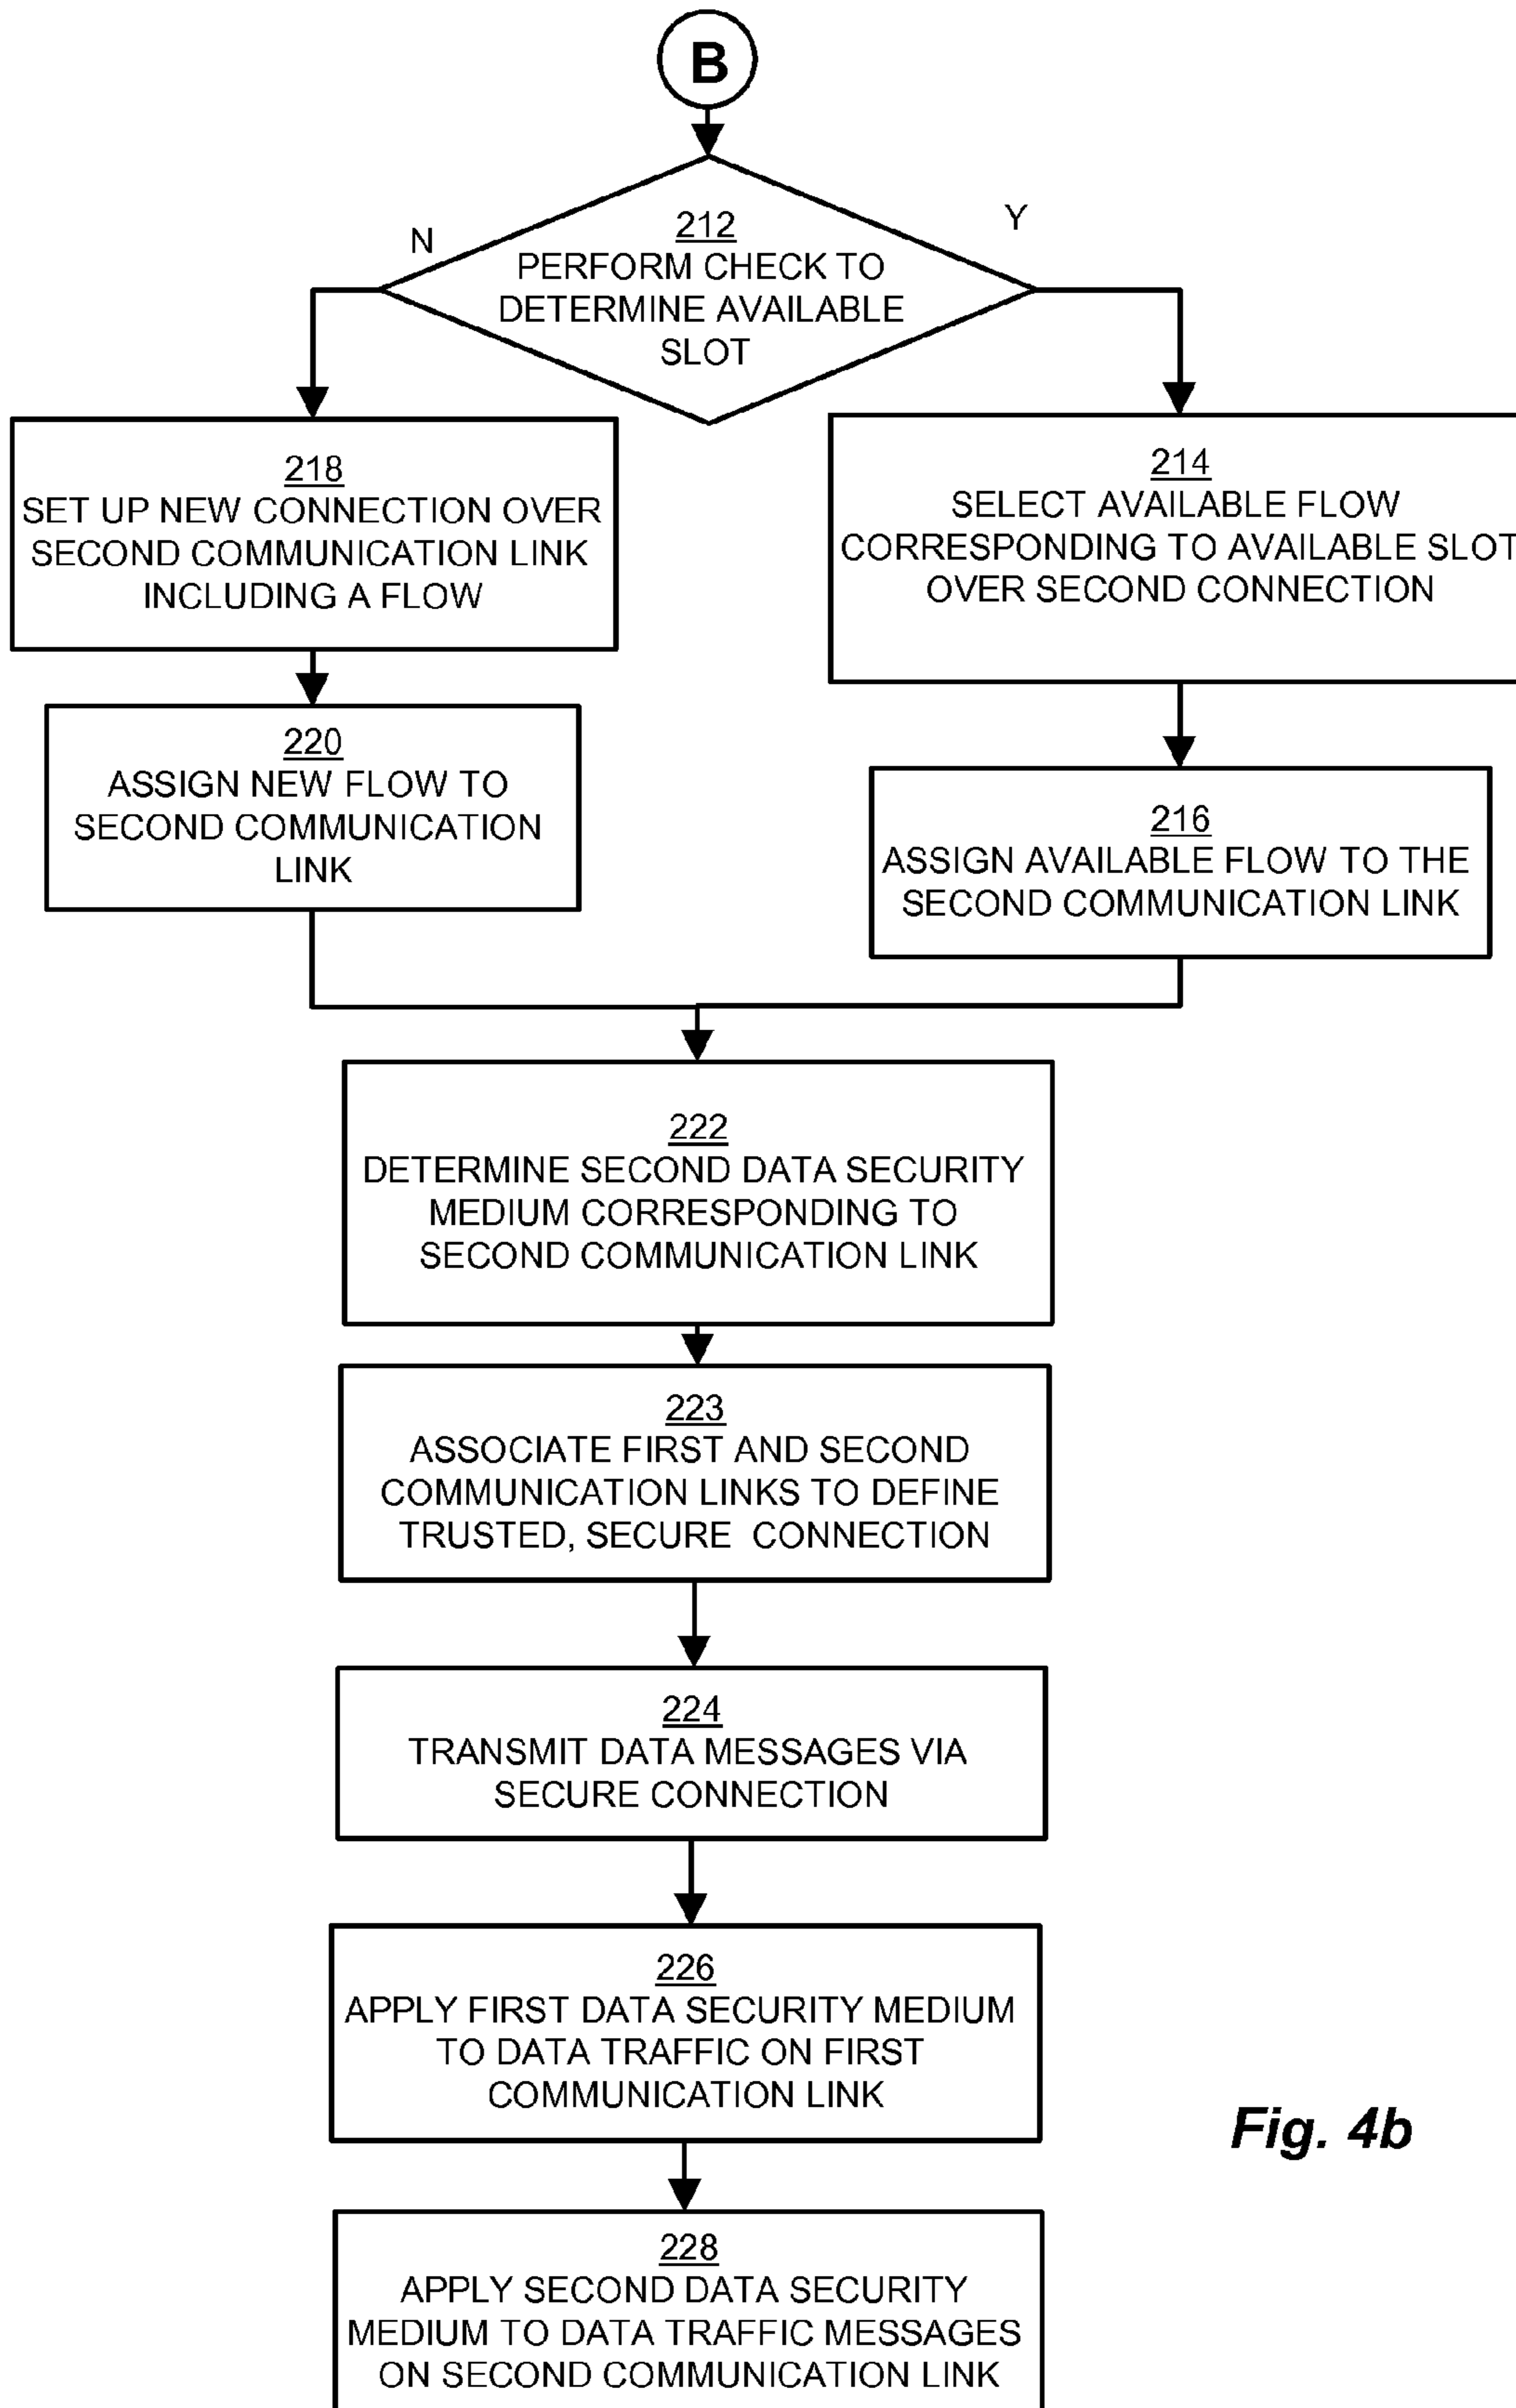 B
212
PERFORM CHECK TO
DETERMINE AVAILABLE
SLOT
N
Y
218
SET UP NEW CONNECTION OVER
SECOND COMMUNICATION LINK
INCLUDING A FLOW
214
SELECT AVAILABLE FLOW
CORRESPONDING TO AVAILABLE SLOT
OVER SECOND CONNECTION
220
ASSIGN NEW FLOW TO
SECOND COMMUNICATION
LINK
216
ASSIGN AVAILABLE FLOW TO THE
SECOND COMMUNICATION LINK
222
DETERMINE SECOND DATA SECURITY
MEDIUM CORRESPONDING TO
SECOND COMMUNICATION LINK
223
ASSOCIATE FIRST AND SECOND
COMMUNICATION LINKS TO DEFINE
TRUSTED, SECURE CONNECTION
224
TRANSMIT DATA MESSAGES VIA
SECURE CONNECTION
226
APPLY FIRST DATA SECURITY MEDIUM
TO DATA TRAFFIC ON FIRST
COMMUNICATION LINK
228
APPLY SECOND DATA SECURITY
MEDIUM TO DATA TRAFFIC MESSAGES
ON SECOND COMMUNICATION LINK
Fig. 4b